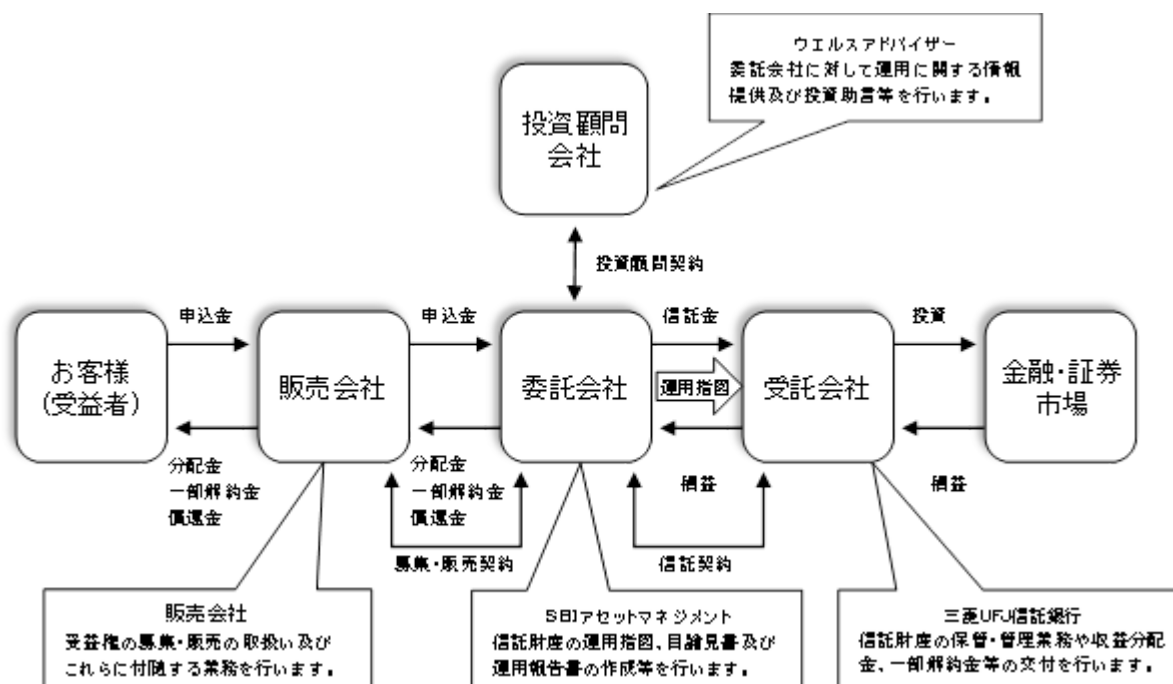 ウエルスアドバイザー
委託会社に対して運用に関する情報
提供及び投資助言等を行います。
投資顧問
会社
投資顧問契約
申込金
申込金
信託金
投資
お客様
(受益者)
販売会社
委託会社
運用指図
受託会社
金融・証券
市場
分配金
一部解約金
償還金
分配金
一部解約金
償還金
損益
損益
募集・販売契約
信託契約
販売会社
受益権の募集・販売の取扱い及び
これらに付随する業務を行います。
SBIアセットマネジメント
信託財産の運用指図、目論見書及び
運用報告書の作成等を行います。
三菱UFJ信託銀行
信託財産の保管・管理業務や収益分配
金、一部解約金等の交付を行います。